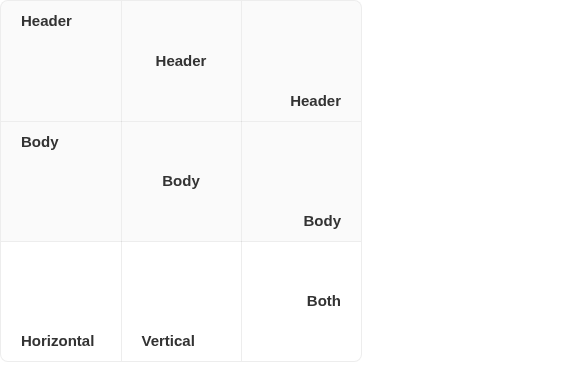 Header
Header
Header
Body
Body
Body
Horizontal
Vertical
Both